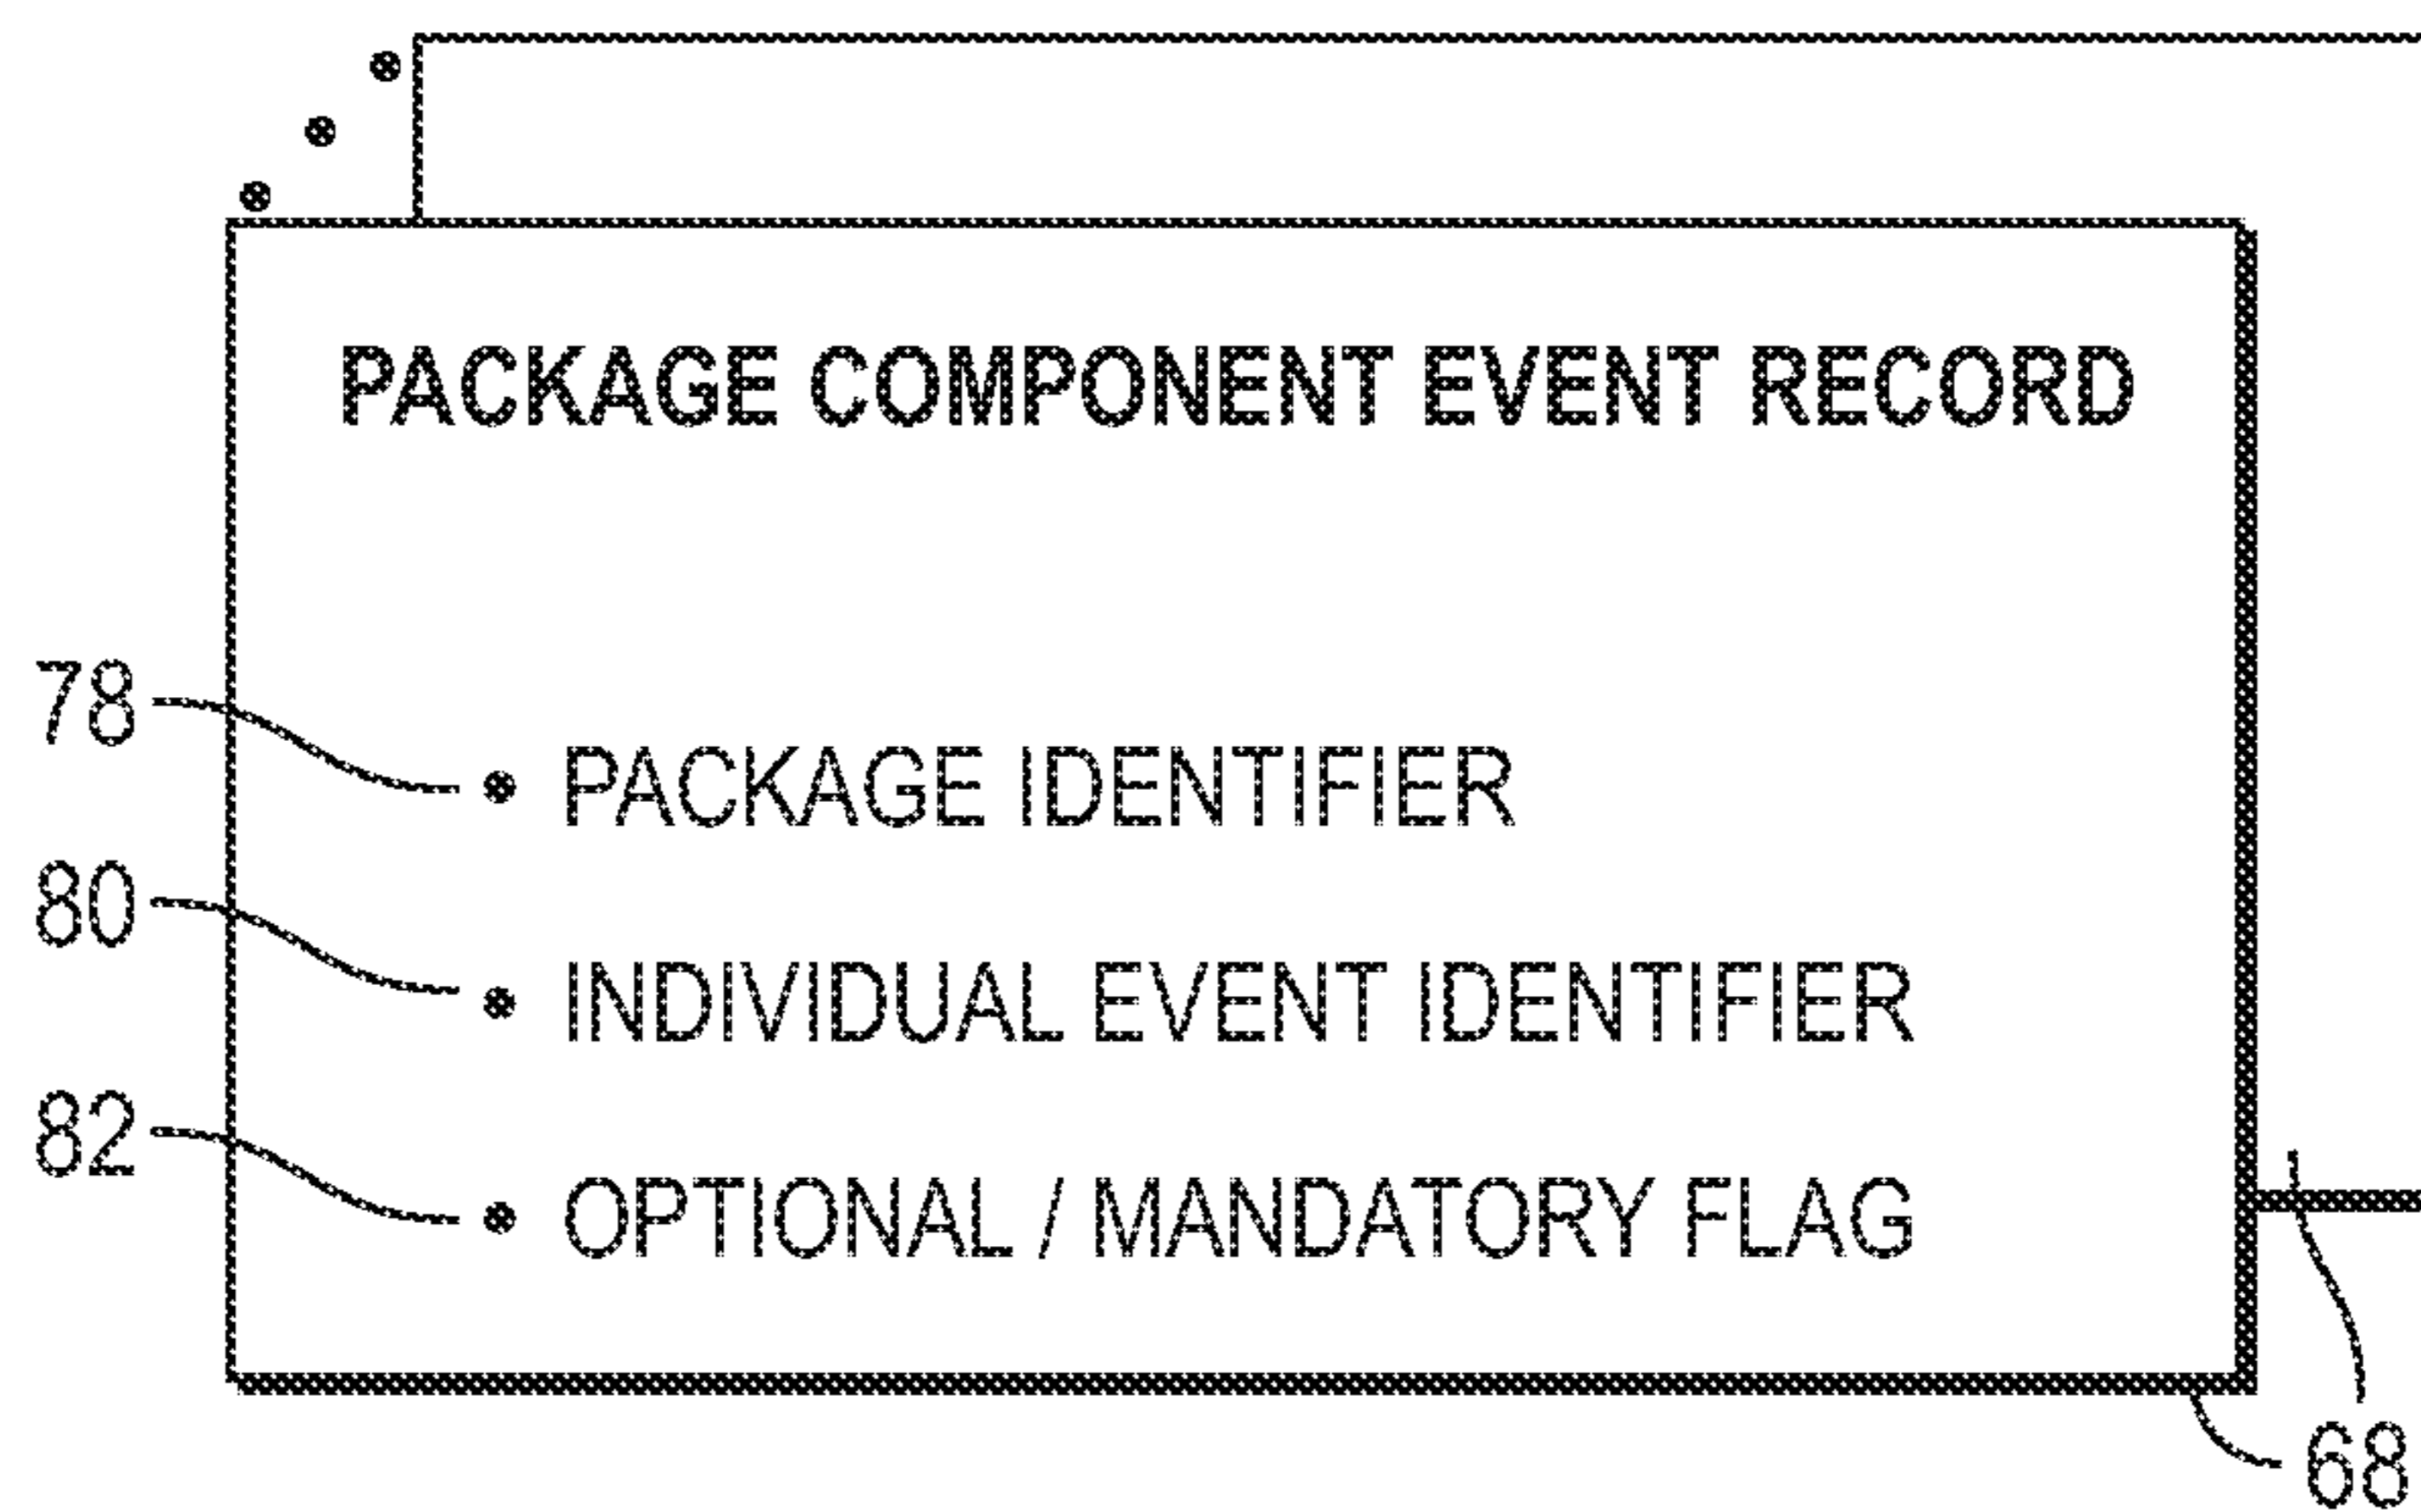 PACKAGE COMPONENT EVENT RECORD
78
• PACKAGE IDENTIFIER
80
• INDIVIDUAL EVENT IDENTIFIER
82
• OPTIONAL / MANDATORY FLAG
68